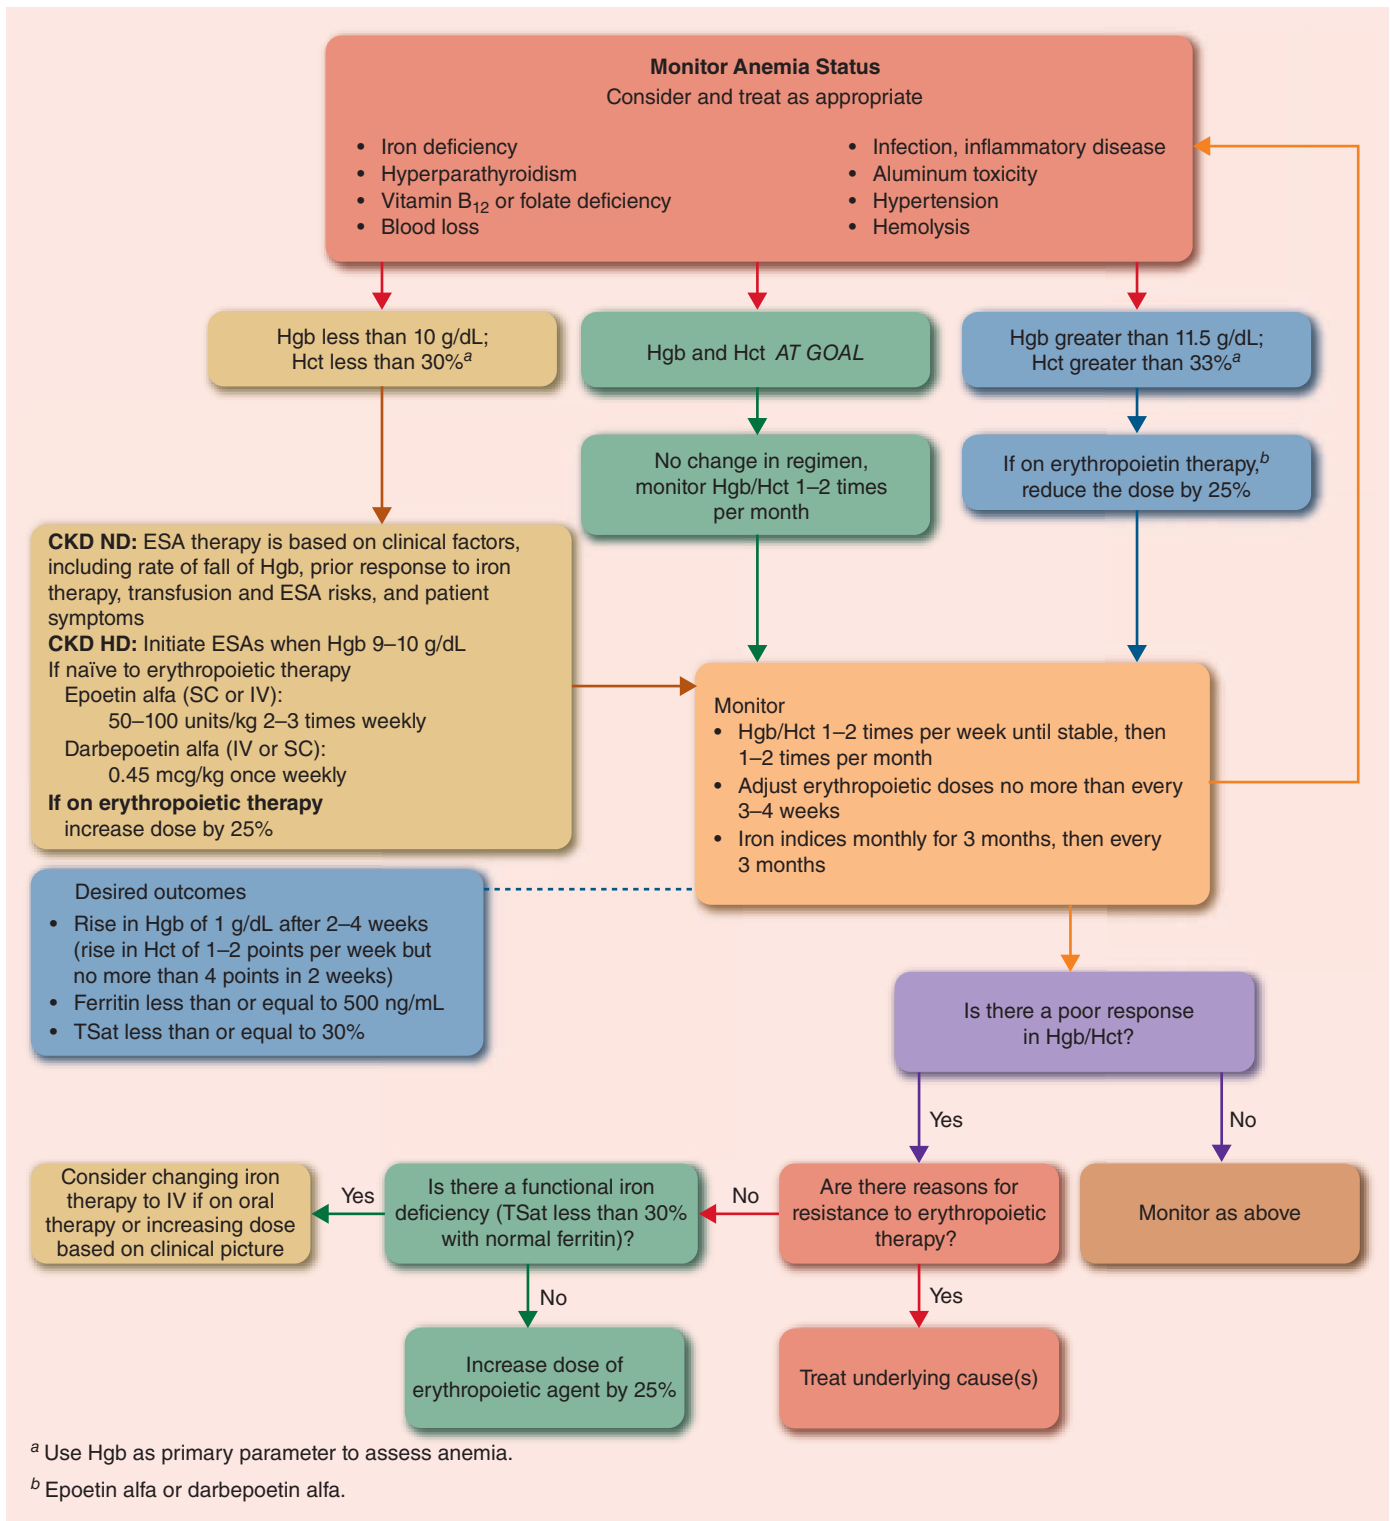 Monitor Anemia Status
Consider and treat as appropriate
• Iron deficiency
• Hyperparathyroidism
• Vitamin B12 or folate deficiency
• Blood loss
• Infection, inflammatory disease
• Aluminum toxicity
• Hypertension
• Hemolysis
Hgb less than 10 g/dL;
Hct less than 30%a
Hgb and Hct AT GOAL
Hgb greater than 11.5 g/dL;
Hct greater than 33%a
No change in regimen,
monitor Hgb/Hct 1–2 times
per month
If on erythropoietin therapy,b
reduce the dose by 25%
CKD ND: ESA therapy is based on clinical factors,
including rate of fall of Hgb, prior response to iron
therapy, transfusion and ESA risks, and patient
symptoms
CKD HD: Initiate ESAs when Hgb 9–10 g/dL
If naïve to erythropoietic therapy
Epoetin alfa (SC or IV):
50–100 units/kg 2–3 times weekly
Darbepoetin alfa (IV or SC):
0.45 mcg/kg once weekly
If on erythropoietic therapy
increase dose by 25%
Monitor
• Hgb/Hct 1–2 times per week until stable, then
1–2 times per month
• Adjust erythropoietic doses no more than every
3–4 weeks
• Iron indices monthly for 3 months, then every
3 months
Desired outcomes
• Rise in Hgb of 1 g/dL after 2–4 weeks
(rise in Hct of 1–2 points per week but
no more than 4 points in 2 weeks)
• Ferritin less than or equal to 500 ng/mL
• TSat less than or equal to 30%
Is there a poor response
in Hgb/Hct?
Yes
No
Consider changing iron
therapy to IV if on oral
therapy or increasing dose
based on clinical picture
Yes
Is there a functional iron
deficiency (TSat less than 30%
with normal ferritin)?
No
Are there reasons for
resistance to erythropoietic
therapy?
Monitor as above
No
Yes
Increase dose of
erythropoietic agent by 25%
Treat underlying cause(s)
a Use Hgb as primary parameter to assess anemia.
b Epoetin alfa or darbepoetin alfa.